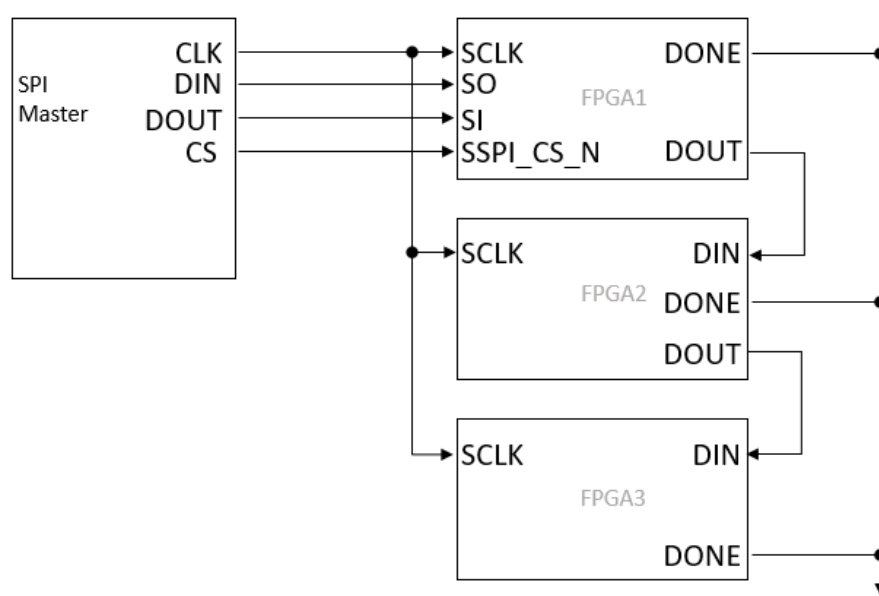 SPI
Master
CLK
DIN
DOUT
CS
SCLK
SO
SI
SSPI_CS_N
FPGA1
DONE
DOUT
SCLK
FPGA2
DIN
DONE
DOUT
SCLK
FPGA3
DIN
DONE